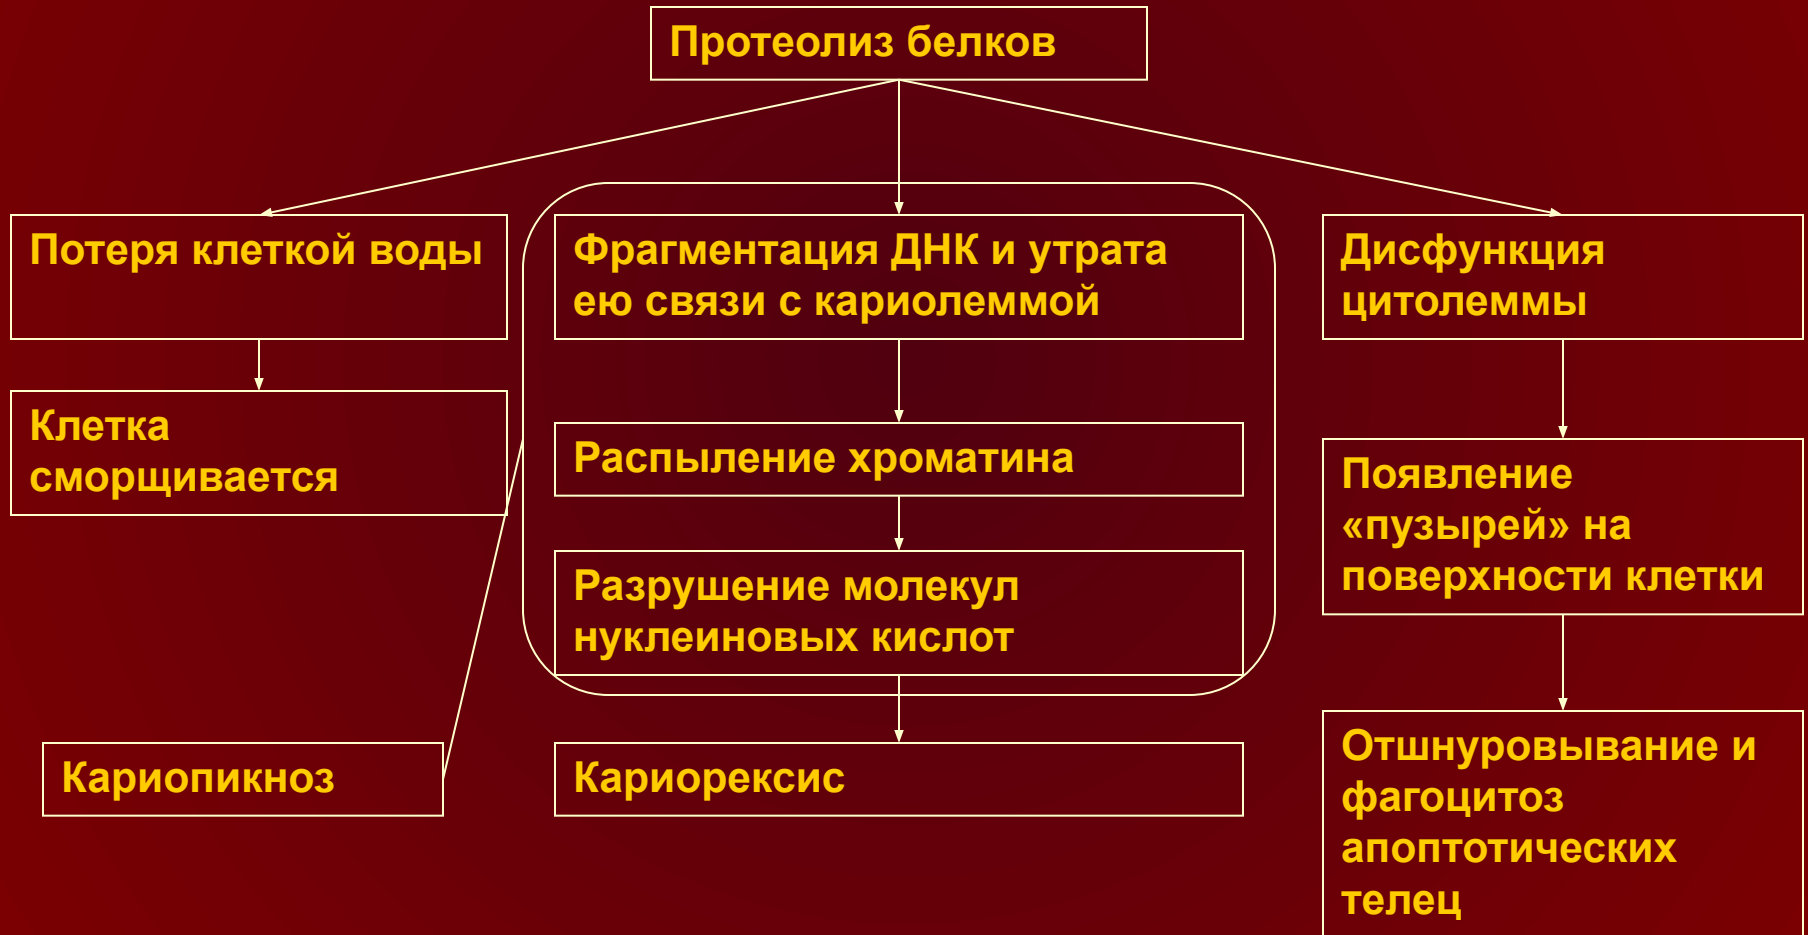 Протеолиз белков
Потеря клеткой воды
Клетка
сморщивается
Кариопикноз
Фрагментация ДНК и утрата
ею связи с кариолеммой
Распыление хроматина
Разрушение молекул
нуклеиновых кислот
Кариорексис
Дисфункция
цитолеммы
Появление
«пузырей» на
поверхности клетки
Отшнуровывание и
фагоцитоз
апоптотических
телец